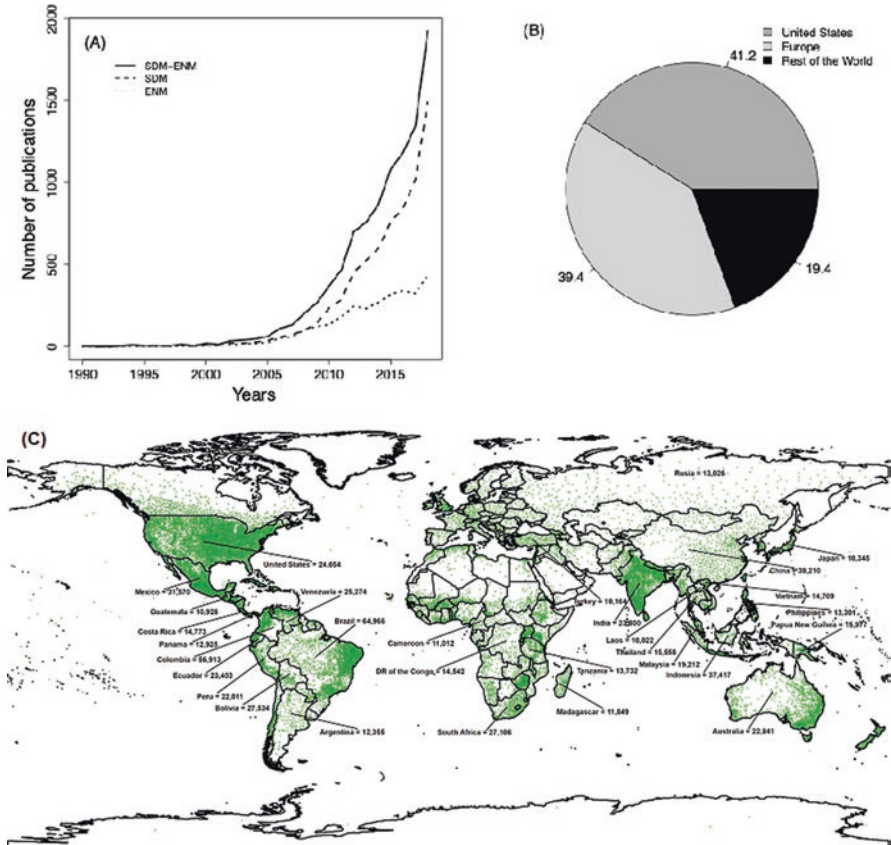 (A)
SDM-ENM
SDM
ENM
Number of publications
0
500
1000
1500
2000
1990
1995
2000
2005
2010
2015
Years
(B)
United States
Europe
Rest of the World
41.2
39.4
19.4
(C)
Rusia = 13,026
United States = 24,654
Mexico = 31,570
Guatemala = 10,928
Costa Rica = 14,773
Panama = 12,925
Colombia = 56,913
Ecuador = 23,403
Peru = 22,011
Bolivia = 27,534
Venezuela = 25,274
Brazil = 64,966
Argentina = 12,355
Cameroon = 11,012
DR of the Congo = 14,542
South Africa = 27,106
Tanzania = 13,732
Madagascar = 11,849
Turkey = 10,164
India =
Laos = 10,022
Thailand = 15,558
Malaysia = 19,212
Indonesia = 37,417
Japan = 10,345
China = 39,210
Vietnam = 14,709
Philippines = 13,301
Papua New Guinea = 15,977
Australia = 22,841